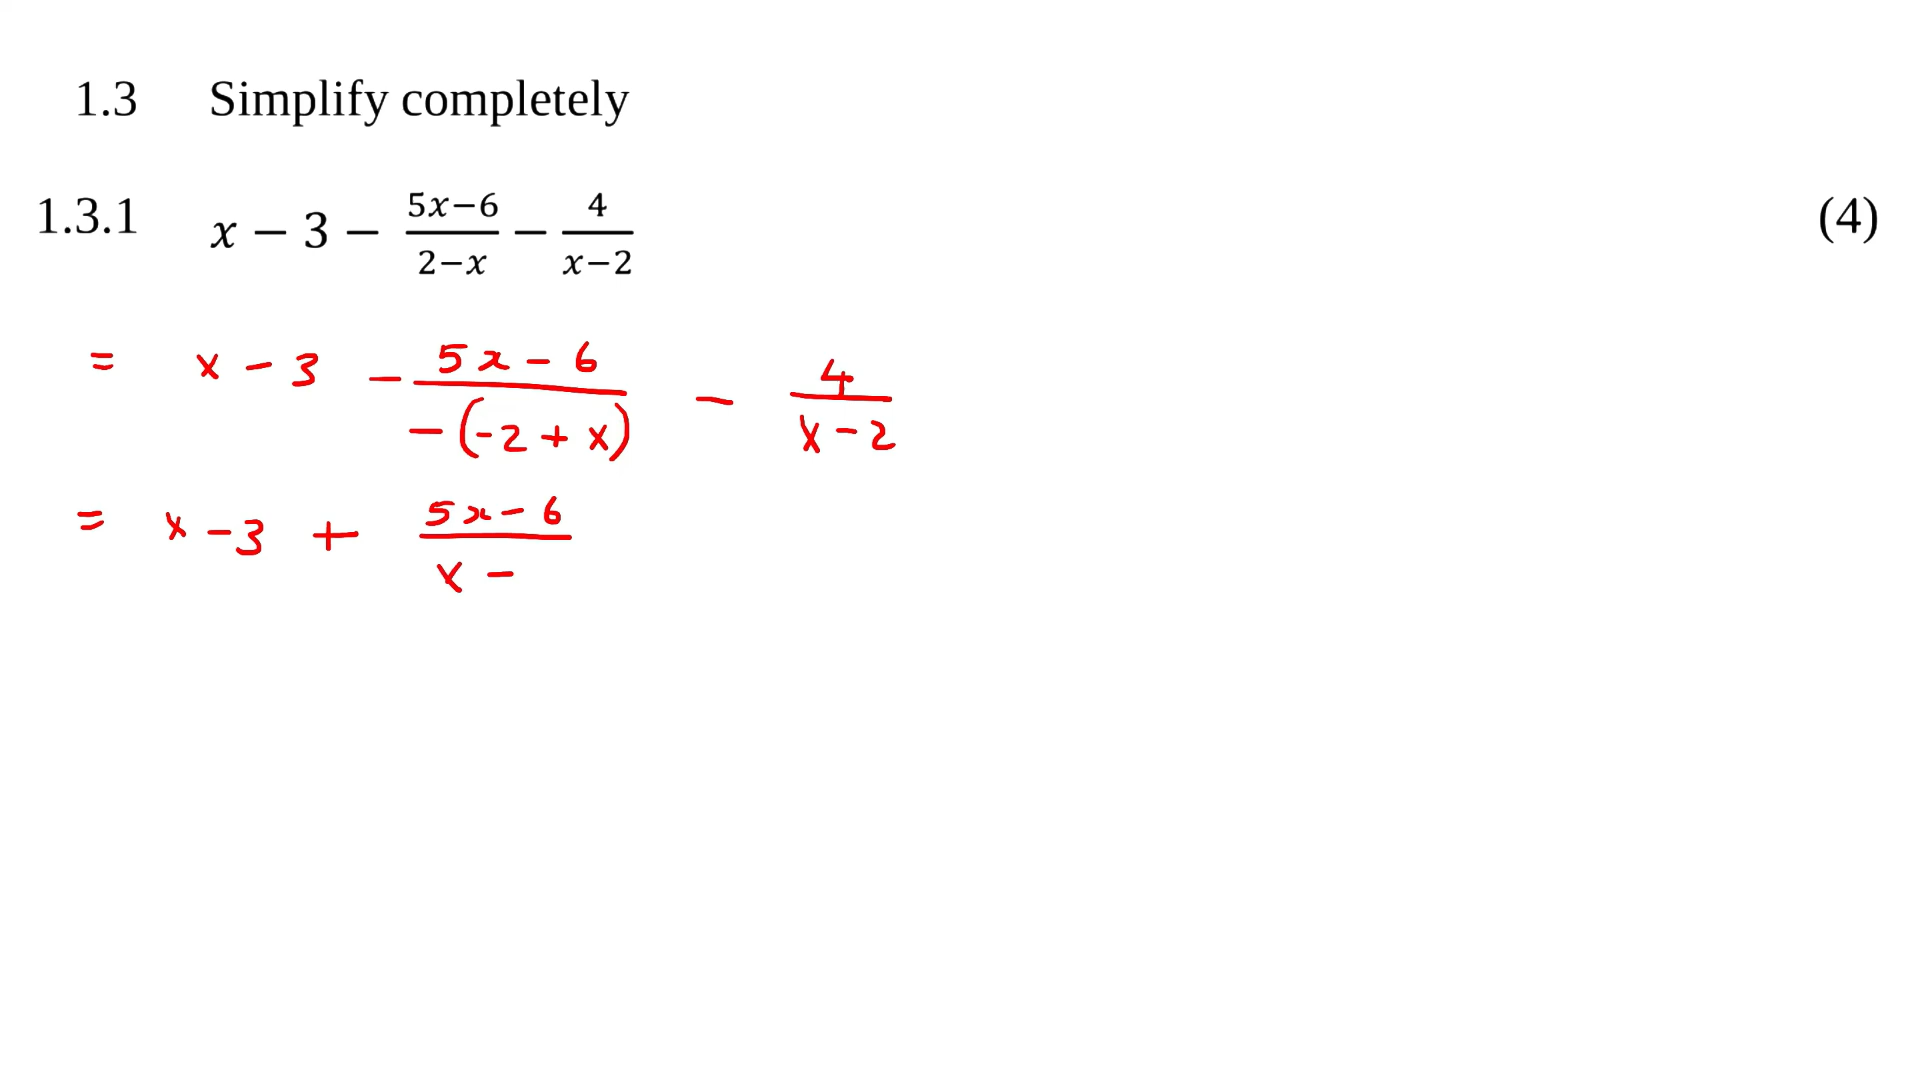 1.3 Simplify completely
1.3.1 x − 3 − (5x−6)/(2−x) − 4/(x−2) (4)
= x - 3 - (5x - 6)/(-(-2 + x)) - 4/(x - 2)
= x - 3 + (5x - 6)/(x -